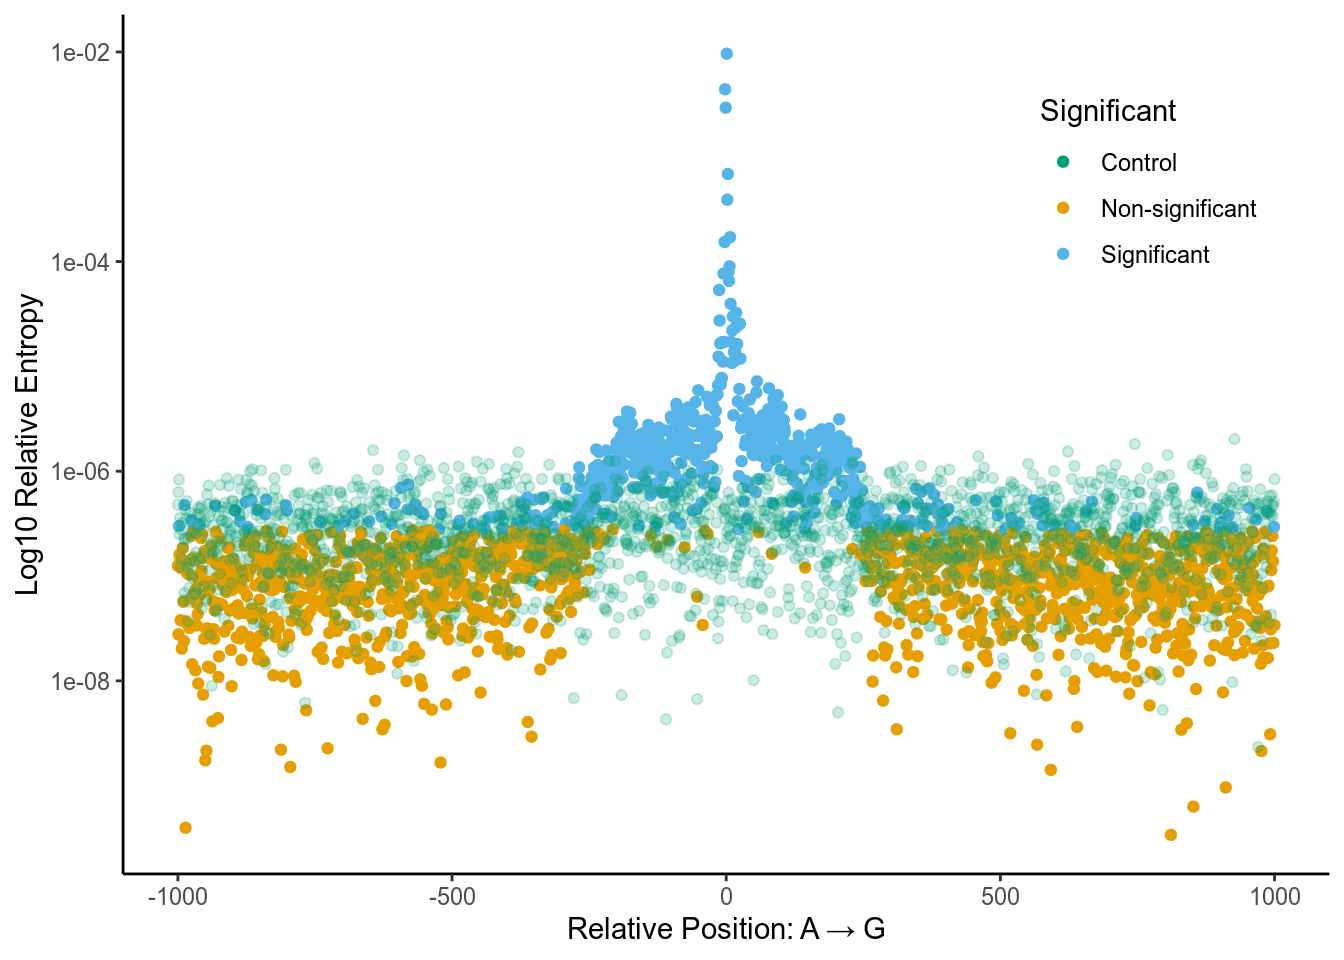 1e-02
1e-04
1e-06
1e-08
Log10 Relative Entropy
Significant
Control
Non-significant
Significant
-1000
-500
0
500
1000
Relative Position: A → G